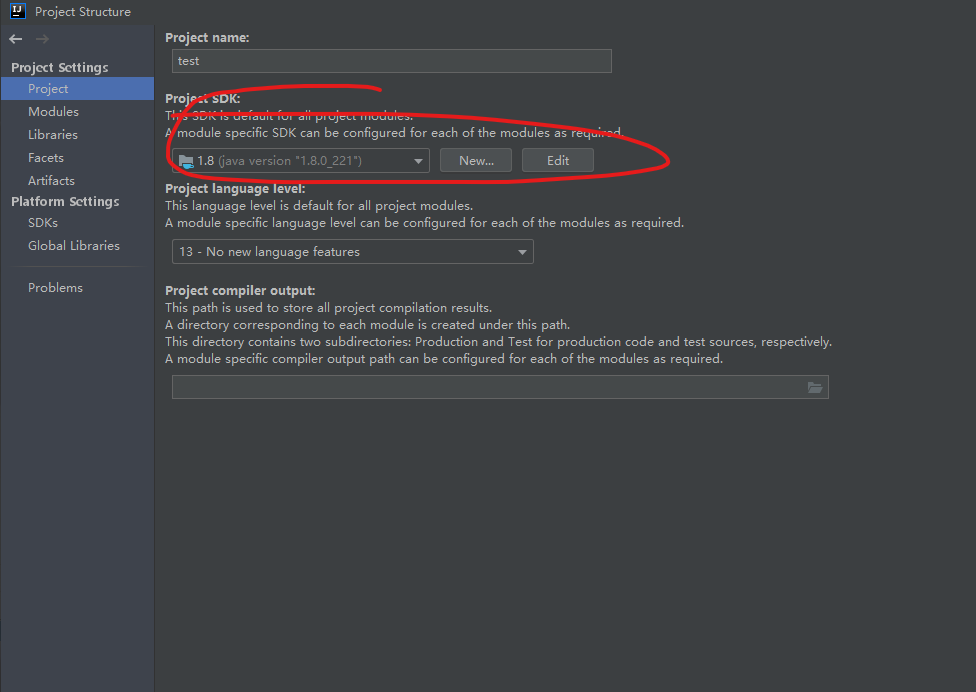 IJ
Project Structure
Project Settings
Project
Modules
Libraries
Facets
Artifacts
Platform Settings
SDKs
Global Libraries
Problems
Project name:
test
Project SDK:
This SDK is default for all project modules.
A module specific SDK can be configured for each of the modules as required.
1.8 (java version "1.8.0_221")
New...
Edit
Project language level:
This language level is default for all project modules.
A module specific language level can be configured for each of the modules as required.
13 - No new language features
Project compiler output:
This path is used to store all project compilation results.
A directory corresponding to each module is created under this path.
This directory contains two subdirectories: Production and Test for production code and test sources, respectively.
A module specific compiler output path can be configured for each of the modules as required.